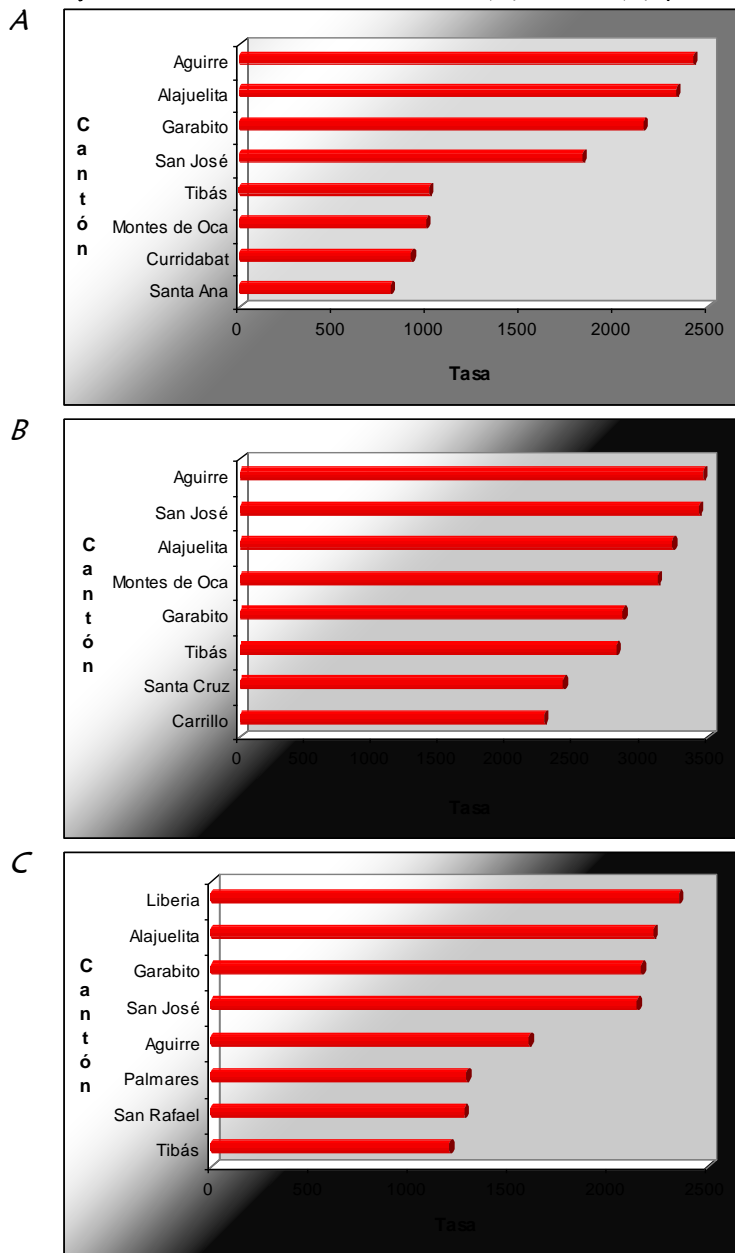 A
Aguirre
Alajuelita
Garabito
San José
Tibás
Montes de Oca
Curridabat
Santa Ana
Cantón
0 500 1000 1500 2000 2500
Tasa
B
Aguirre
San José
Alajuelita
Montes de Oca
Garabito
Tibás
Santa Cruz
Carrillo
Cantón
0 500 1000 1500 2000 2500 3000 3500
Tasa
C
Liberia
Alajuelita
Garabito
San José
Aguirre
Palmares
San Rafael
Tibás
Cantón
0 500 1000 1500 2000 2500
Tasa